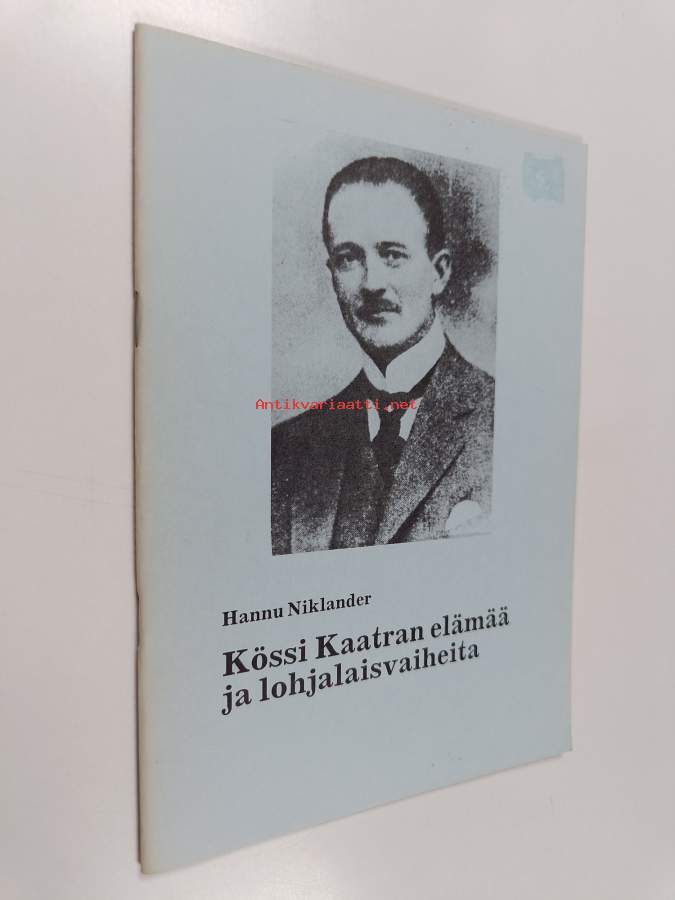 Antikvariaatti.net
Hannu Niklander
Kössi Kaatran elämää
ja lohjalaisvaiheita